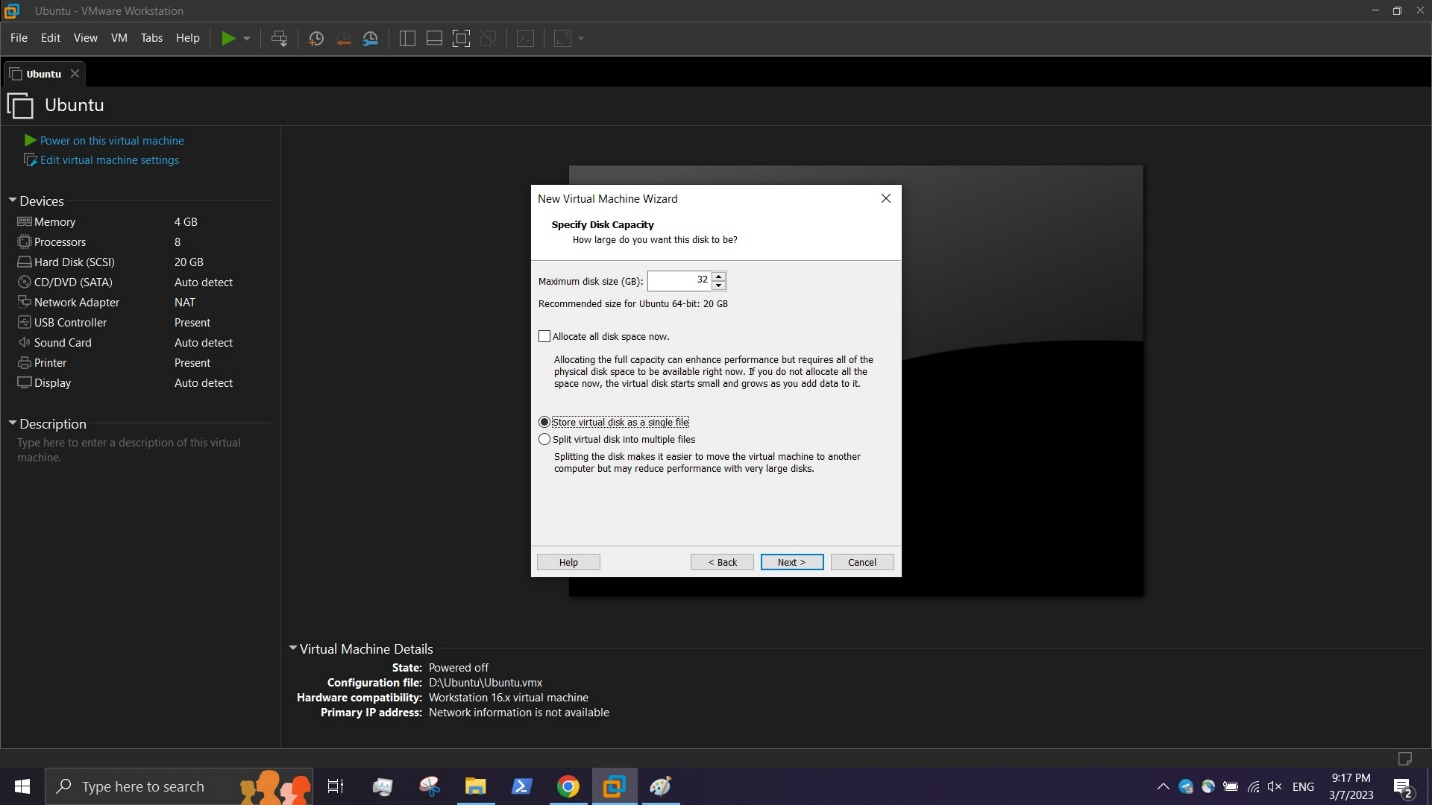 Ubuntu - VMware Workstation
File Edit View VM Tabs Help
Ubuntu
Ubuntu
Power on this virtual machine
Edit virtual machine settings
Devices
Memory 4 GB
Processors 8
Hard Disk (SCSI) 20 GB
CD/DVD (SATA) Auto detect
Network Adapter NAT
USB Controller Present
Sound Card Auto detect
Printer Present
Display Auto detect
Description
Type here to enter a description of this virtual
machine.
New Virtual Machine Wizard
Specify Disk Capacity
How large do you want this disk to be?
Maximum disk size (GB): 32
Recommended size for Ubuntu 64-bit: 20 GB
Allocate all disk space now.
Allocating the full capacity can enhance performance but requires all of the
physical disk space to be available right now. If you do not allocate all the
space now, the virtual disk starts small and grows as you add data to it.
Store virtual disk as a single file
Split virtual disk into multiple files
Splitting the disk makes it easier to move the virtual machine to another
computer but may reduce performance with very large disks.
Help < Back Next > Cancel
Virtual Machine Details
State: Powered off
Configuration file: D:\Ubuntu\Ubuntu.vmx
Hardware compatibility: Workstation 16.x virtual machine
Primary IP address: Network information is not available
Type here to search
ENG
9:17 PM
3/7/2023
2